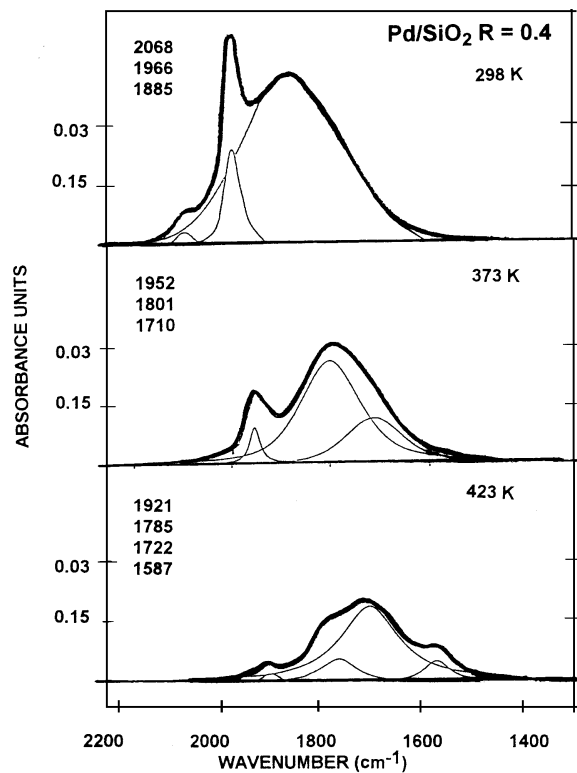 Pd/SiO2 R = 0.4
2068
1966
1885
298 K
0.03
0.15
1952
1801
1710
373 K
0.03
0.15
1921
1785
1722
1587
423 K
0.03
0.15
ABSORBANCE UNITS
2200 2000 1800 1600 1400
WAVENUMBER (cm-1)